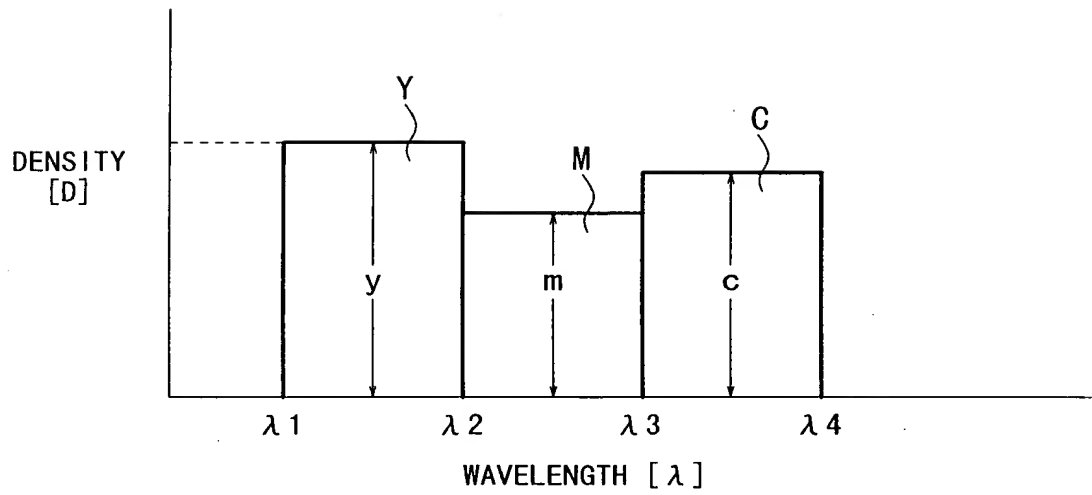 Y
C
M
DENSITY
[D]
y
m
c
λ1 λ2 λ3 λ4
WAVELENGTH [λ]